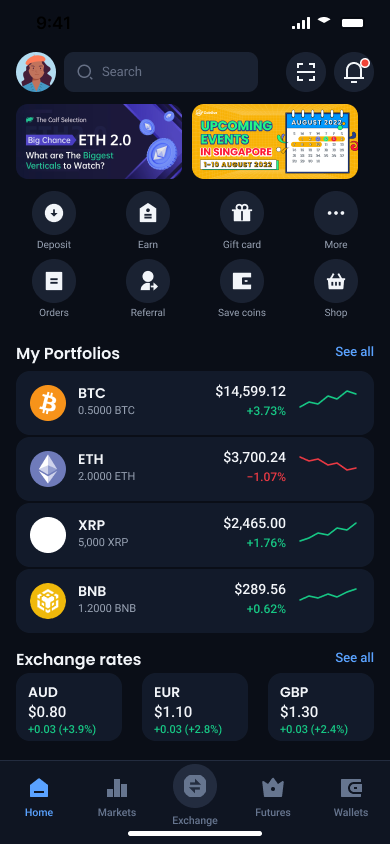 9:41
Search
The Coff Selection
Big Chance ETH 2.0
What are The Biggest
Verticals to Watch?
UPCOMING
EVENTS
IN SINGAPORE
1-10 AUGUST 2022
AUGUST 2022
Deposit
Earn
Gift card
More
Orders
Referral
Save coins
Shop
My Portfolios
See all
BTC
0.5000 BTC
$14,599.12
+3.73%
ETH
2.0000 ETH
$3,700.24
−1.07%
XRP
5,000 XRP
$2,465.00
+1.76%
BNB
1.2000 BNB
$289.56
+0.62%
Exchange rates
See all
AUD
$0.80
+0.03 (+3.9%)
EUR
$1.10
+0.03 (+2.8%)
GBP
$1.30
+0.03 (+2.4%)
Home
Markets
Exchange
Futures
Wallets